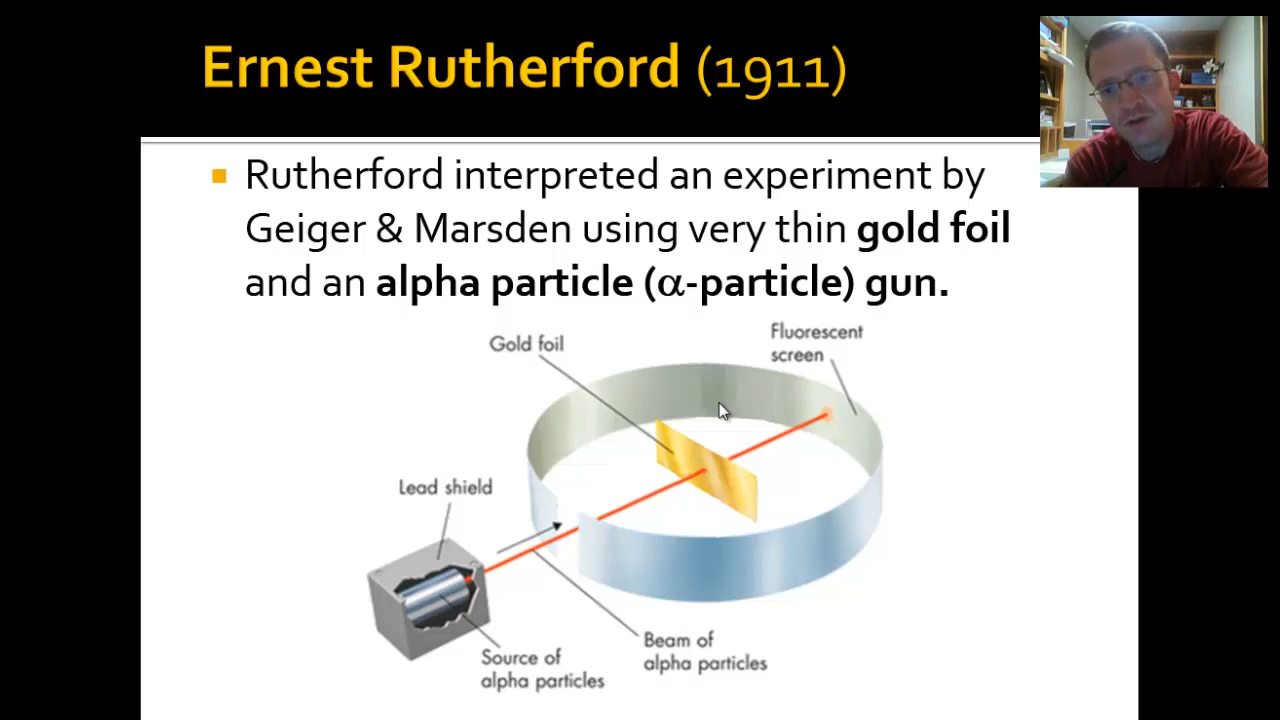 Ernest Rutherford (1911)
Rutherford interpreted an experiment by
Geiger & Marsden using very thin gold foil
and an alpha particle (α-particle) gun.
Gold foil
Fluorescent
screen
Lead shield
Source of
alpha particles
Beam of
alpha particles